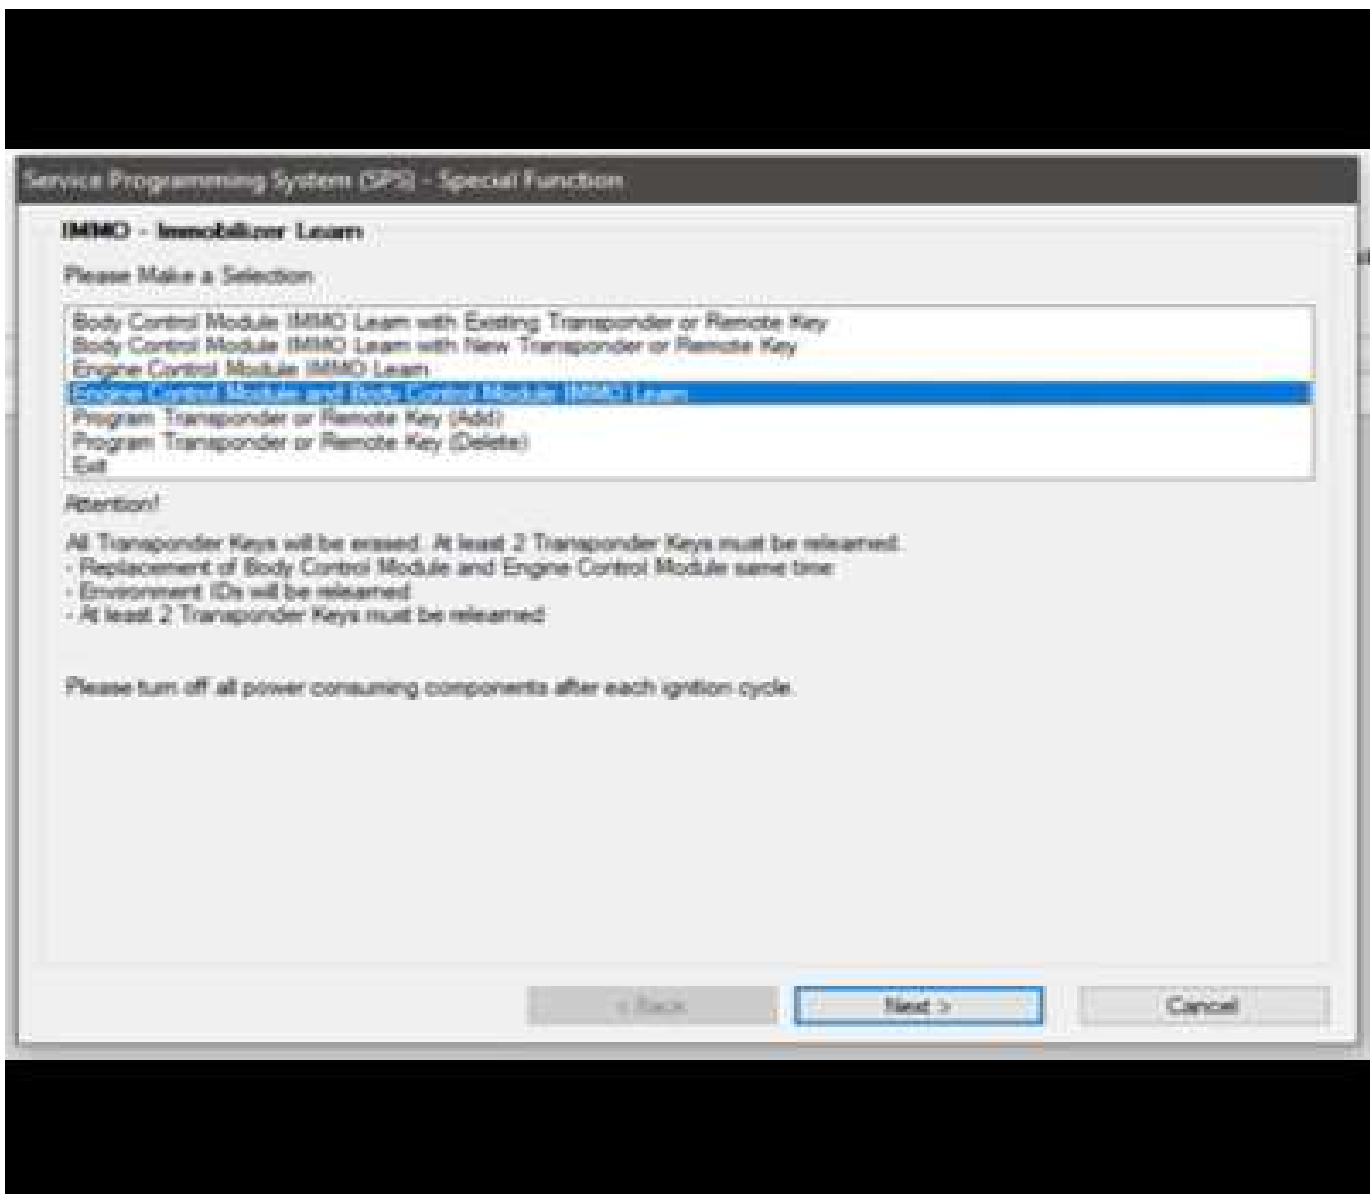 Service Programming System (SPS) - Special Function
IMMO - Immobilizer Learn
Please Make a Selection
Body Control Module IMMO Learn with Existing Transponder or Remote Key
Body Control Module IMMO Learn with New Transponder or Remote Key
Engine Control Module IMMO Learn
Engine Control Module and Body Control Module IMMO Learn
Program Transponder or Remote Key (Add)
Program Transponder or Remote Key (Delete)
Exit
Attention!
All Transponder Keys will be erased. At least 2 Transponder Keys must be relearned.
- Replacement of Body Control Module and Engine Control Module same time
- Environment IDs will be relearned
- At least 2 Transponder Keys must be relearned
Please turn off all power consuming components after each ignition cycle.
< Back
Next >
Cancel